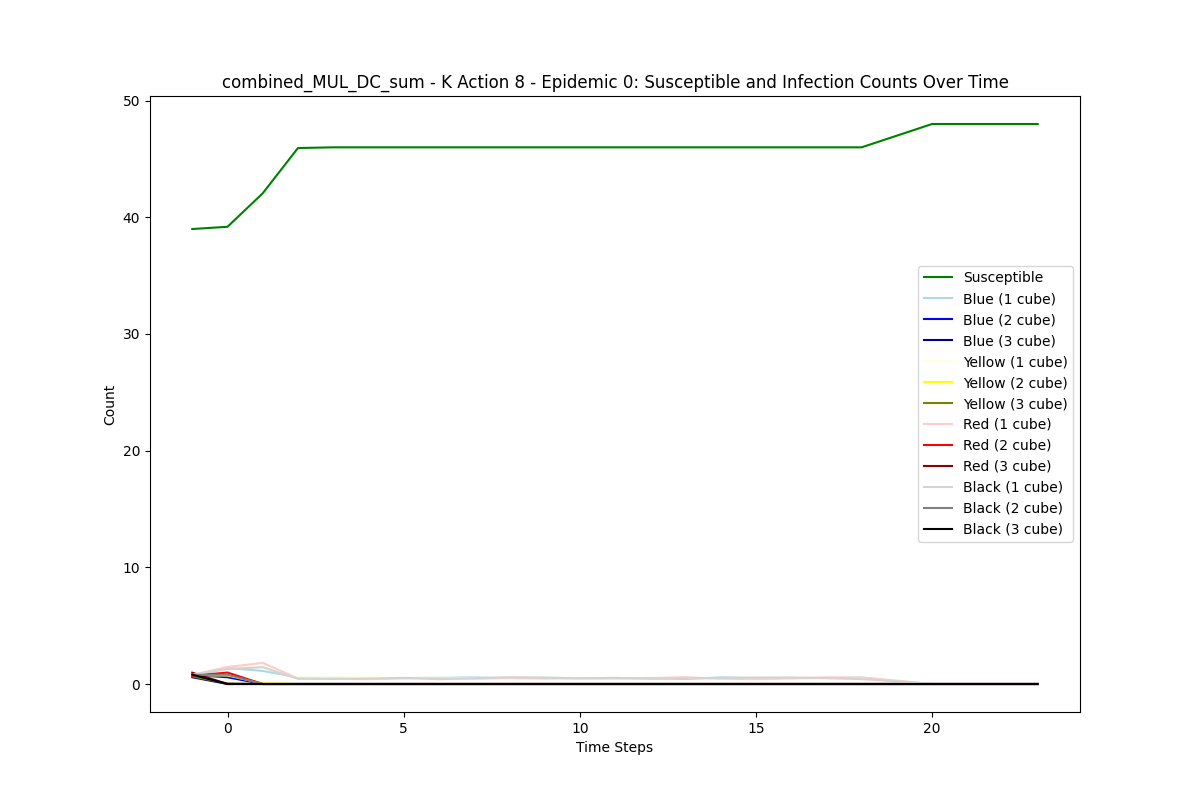 combined_MUL_DC_sum - K Action 8 - Epidemic 0: Susceptible and Infection Counts Over Time
50
40
30
20
10
0
Count
Susceptible
Blue (1 cube)
Blue (2 cube)
Blue (3 cube)
Yellow (1 cube)
Yellow (2 cube)
Yellow (3 cube)
Red (1 cube)
Red (2 cube)
Red (3 cube)
Black (1 cube)
Black (2 cube)
Black (3 cube)
0 5 10 15 20
Time Steps